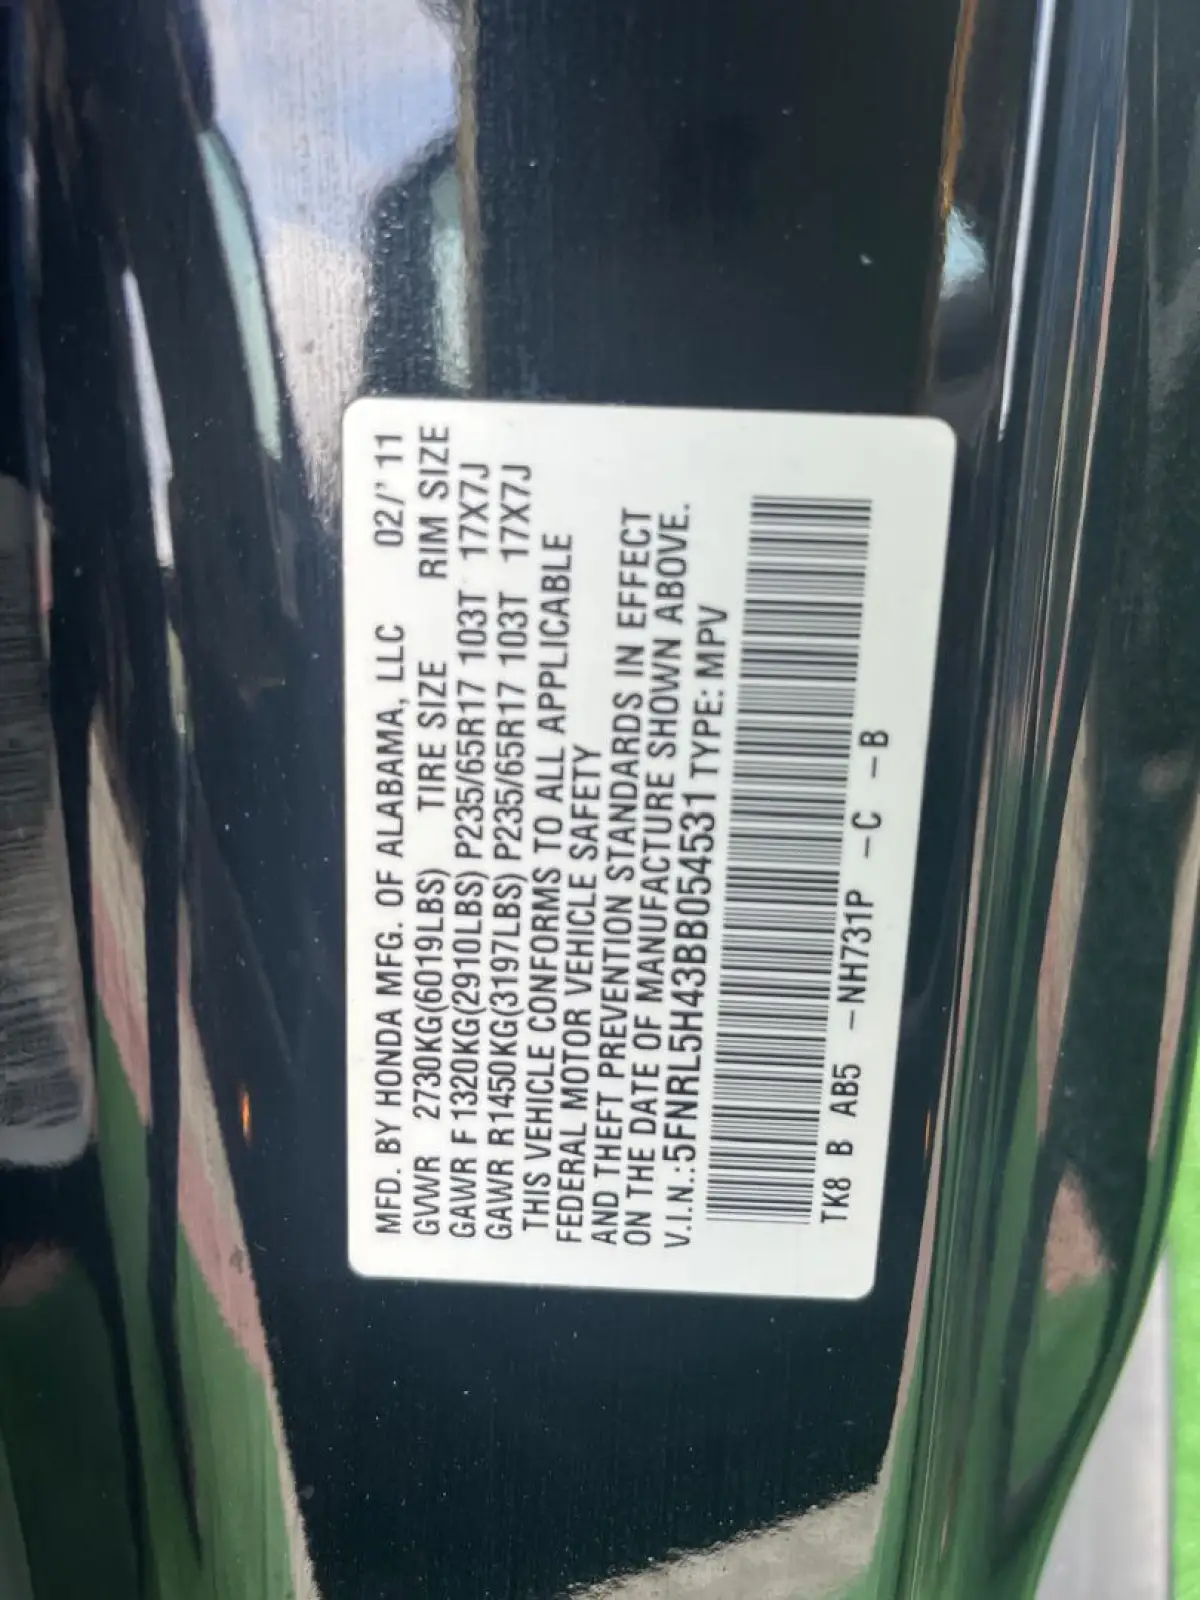 MFD. BY HONDA MFG. OF ALABAMA, LLC 02/'11
GVWR 2730KG(6019LBS) TIRE SIZE RIM SIZE
GAWR F 1320KG(2910LBS) P235/65R17 103T 17X7J
GAWR R1450KG(3197LBS) P235/65R17 103T 17X7J
THIS VEHICLE CONFORMS TO ALL APPLICABLE
FEDERAL MOTOR VEHICLE SAFETY
AND THEFT PREVENTION STANDARDS IN EFFECT
ON THE DATE OF MANUFACTURE SHOWN ABOVE.
V.I.N.:5FNRL5H43BB054531 TYPE: MPV
TK8 B AB5 -NH731P -C -B